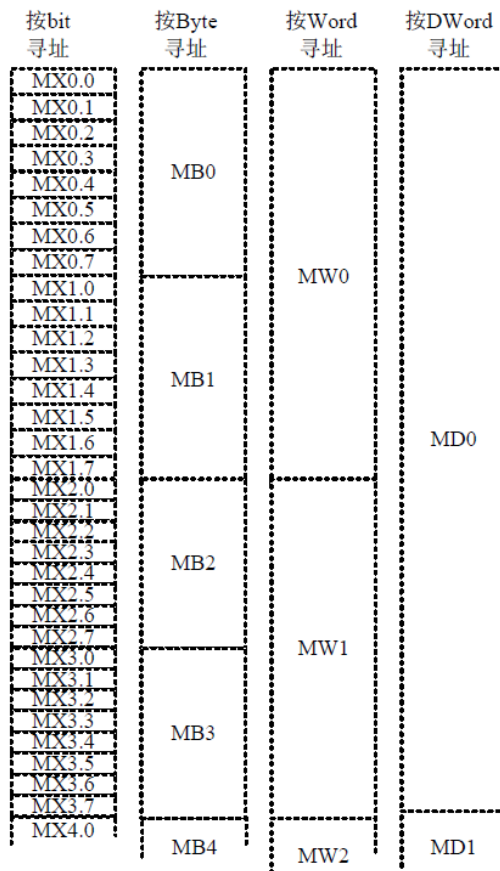 按bit 按Byte 按Word 按DWord
寻址 寻址 寻址 寻址
MX0.0
MX0.1
MX0.2
MX0.3
MX0.4
MB0
MX0.5
MX0.6
MX0.7
MX1.0
MW0
MX1.1
MX1.2
MX1.3
MB1
MX1.4
MX1.5
MX1.6
MD0
MX1.7
MX2.0
MX2.1
MX2.2
MX2.3
MB2
MX2.4
MX2.5
MX2.6
MX2.7
MW1
MX3.0
MX3.1
MX3.2
MX3.3
MB3
MX3.4
MX3.5
MX3.6
MX3.7
MX4.0
MB4
MW2
MD1